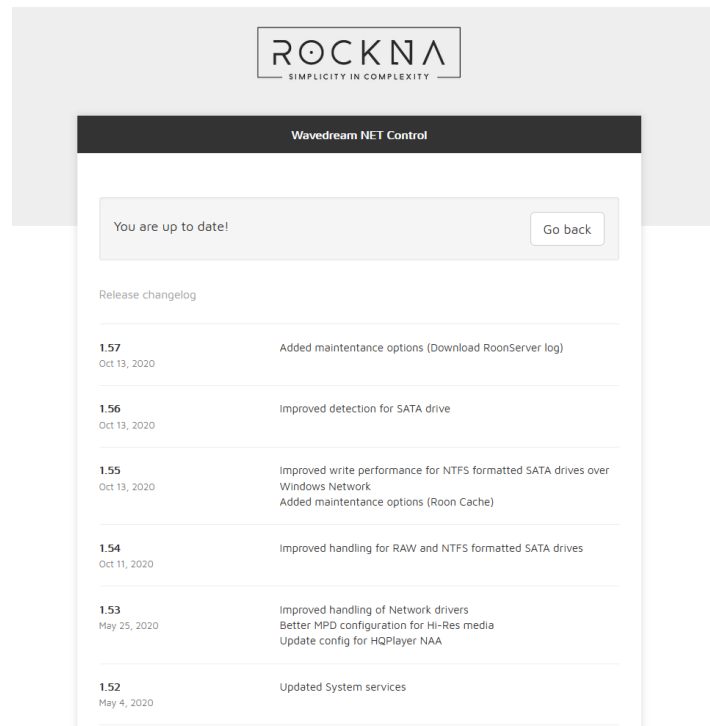 ROCKNA
SIMPLICITY IN COMPLEXITY
Wavedream NET Control
You are up to date!
Go back
Release changelog
1.57
Added maintentance options (Download RoonServer log)
Oct 13, 2020
1.56
Improved detection for SATA drive
Oct 13, 2020
1.55
Improved write performance for NTFS formatted SATA drives over
Oct 13, 2020
Windows Network
Added maintentance options (Roon Cache)
1.54
Improved handling for RAW and NTFS formatted SATA drives
Oct 11, 2020
1.53
Improved handling of Network drivers
May 25, 2020
Better MPD configuration for Hi-Res media
Update config for HQPlayer NAA
1.52
Updated System services
May 4, 2020